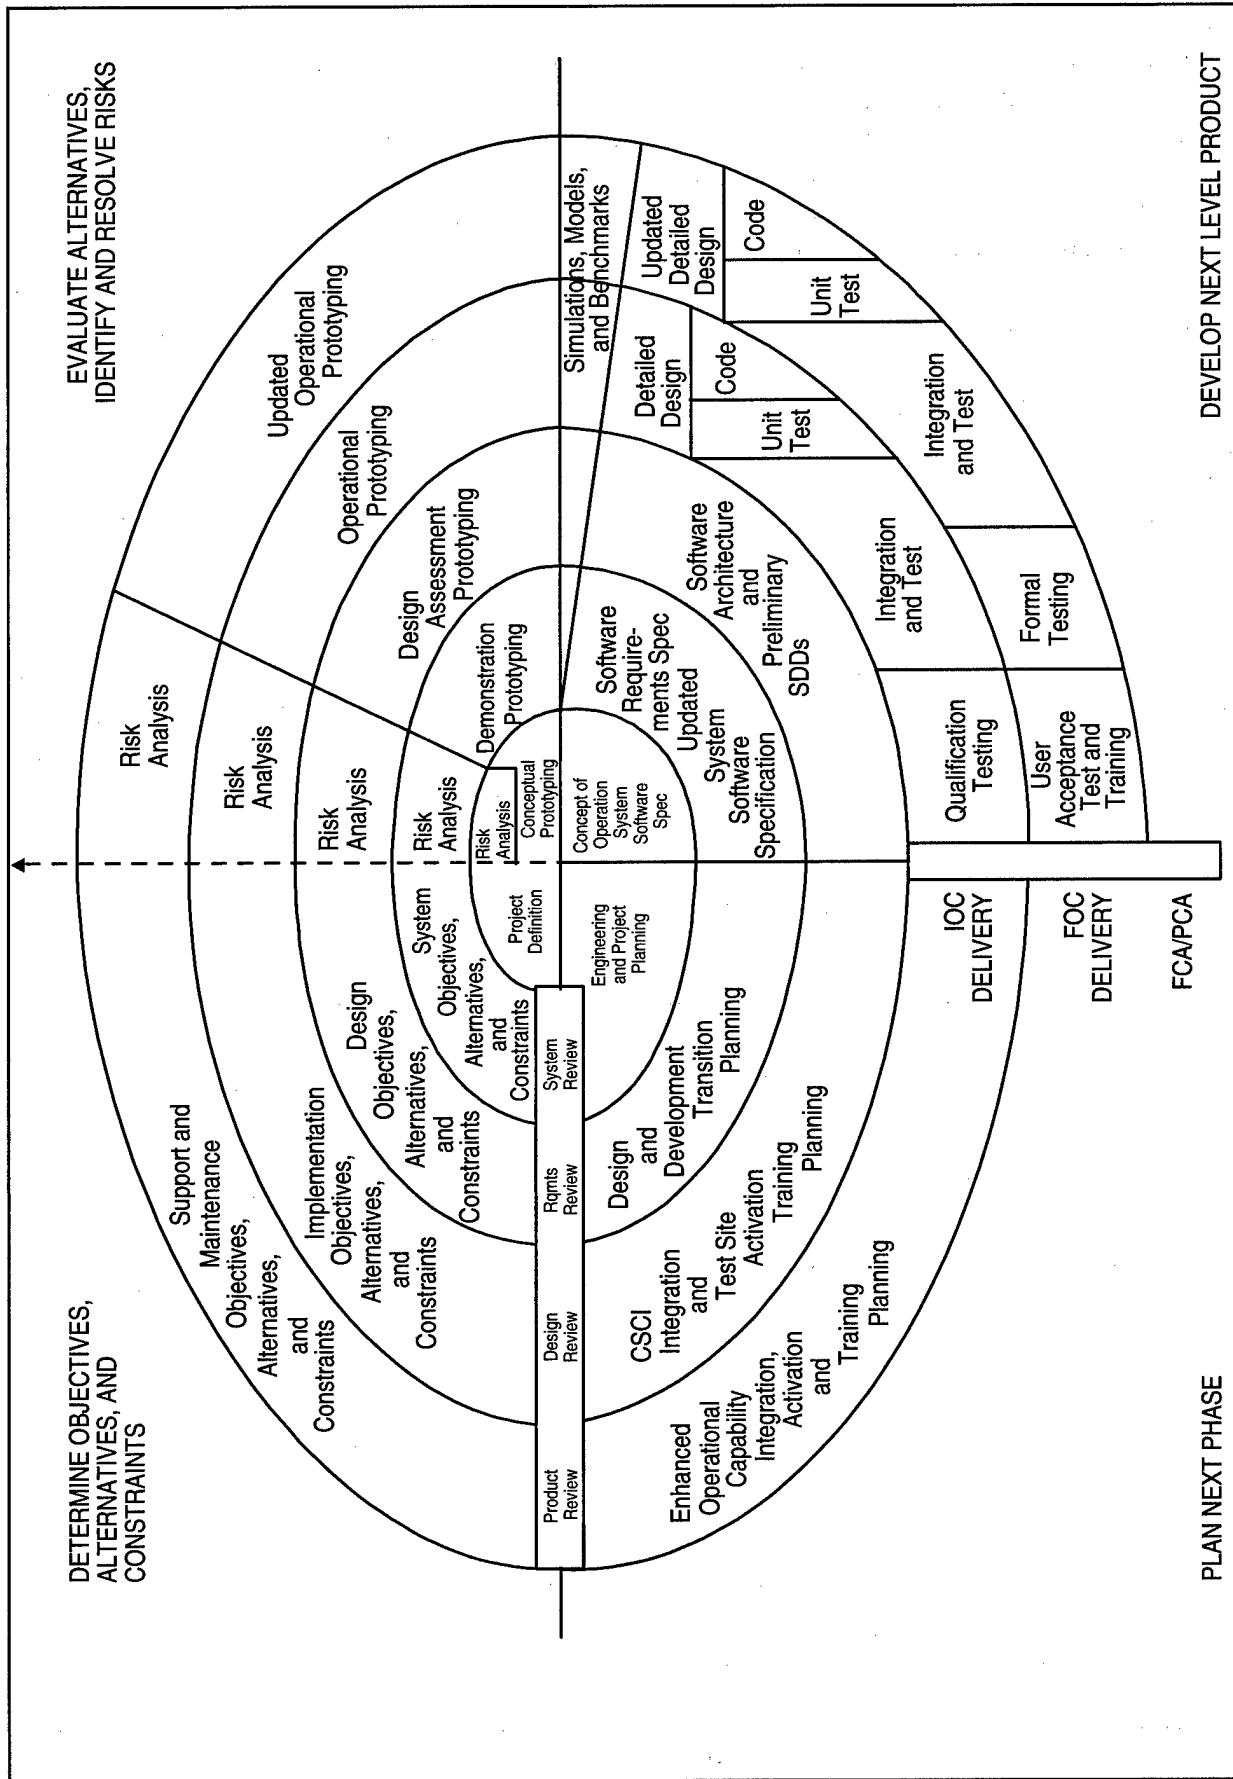 DETERMINE OBJECTIVES,
ALTERNATIVES, AND
CONSTRAINTS
EVALUATE ALTERNATIVES,
IDENTIFY AND RESOLVE RISKS
Support and
Maintenance
Objectives,
Alternatives,
and
Constraints
Implementation
Objectives,
Alternatives,
and
Constraints
Design
Objectives,
Alternatives,
and
Constraints
System
Objectives,
Alternatives,
and
Constraints
Project
Definition
Risk
Analysis
Risk
Analysis
Risk
Analysis
Risk
Analysis
Risk
Analysis
Conceptual
Prototyping
Demonstration
Prototyping
Design
Assessment
Prototyping
Operational
Prototyping
Updated
Operational
Prototyping
Simulations, Models,
and Benchmarks
Product
Review
Design
Review
Rqmts
Review
System
Review
Engineering
and Project
Planning
Concept of
Operation
System
Software
Spec
Software
Require-
ments Spec
Updated
System
Software
Specification
Software
Architecture
and
Preliminary
SDDs
Detailed
Design
Code
Unit
Test
Integration
and Test
Qualification
Testing
Updated
Detailed
Design
Code
Unit
Test
Integration
and Test
Formal
Testing
User
Acceptance
Test and
Training
Design
and
Development
Transition
Planning
CSCI
Integration
and
Test Site
Activation
Training
Planning
Enhanced
Operational
Capability
Integration,
Activation
and
Training
Planning
IOC
DELIVERY
FOC
DELIVERY
FCA/PCA
PLAN NEXT PHASE
DEVELOP NEXT LEVEL PRODUCT